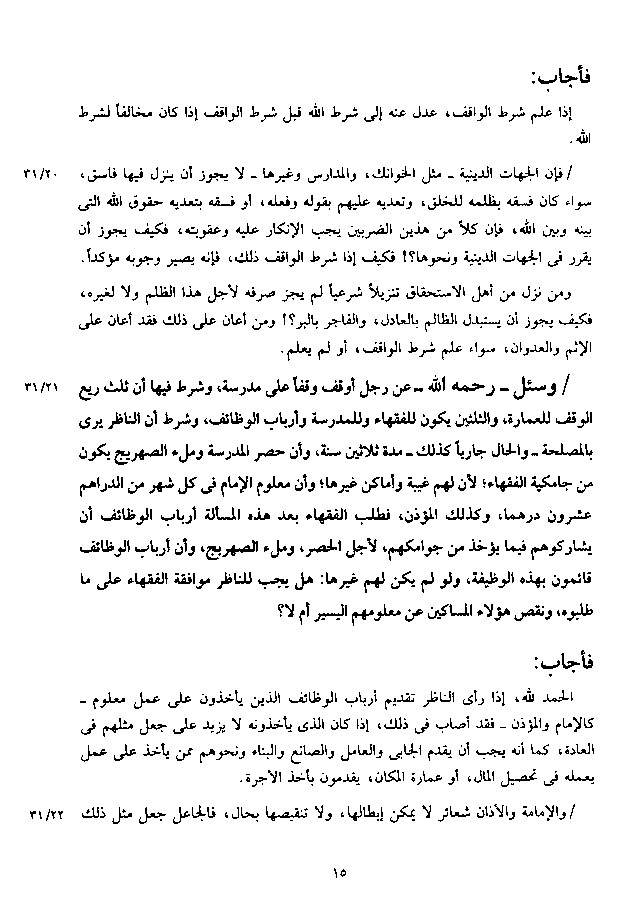 فأجاب:
إذا علم شرط الواقف، عدل عنه إلى شرط الله قبل شرط الواقف إذا كان مخالفاً لشرط
الله.
/ فإن الجهات الدينية ـ مثل الخوانك، والمدارس وغيرها ـ لا يجوز أن ينزل فيها فاسق، ٣١/٢٠
سواء كان فسقه بظلمه للخلق، وتعديه عليهم بقوله وفعله، أو فسقه بتعديه حقوق الله التى
بينه وبين الله، فإن كلاً من هذين الضربين يجب الإنكار عليه وعقوبته، فكيف يجوز أن
يقرر فى الجهات الدينية ونحوها؟! فكيف إذا شرط الواقف ذلك، فإنه يصير وجوبه مؤكداً.
ومن نزل من أهل الاستحقاق تنزيلاً شرعياً لم يجز صرفه لأجل هذا الظلم ولا لغيره،
فكيف يجوز أن يستبدل الظالم بالعادل، والفاجر بالبر؟! ومن أعان على ذلك فقد أعان على
الإثم والعدوان، سواء علم شرط الواقف، أو لم يعلم.
/ وسئل ـ رحمه الله ـ عن رجل أوقف وقفاً على مدرسة، وشرط فيها أن ثلث ريع ٣١/٢١
الوقف للعمارة، والثلثين يكون للفقهاء وللمدرسة وأرباب الوظائف، وشرط أن الناظر يرى
بالمصلحة ـ والحال جارياً كذلك ـ مدة ثلاثين سنة، وأن حصر المدرسة وملء الصهريج يكون
من جامكية الفقهاء؛ لأن لهم غيبة وأماكن غيرها؛ وأن معلوم الإمام فى كل شهر من الدراهم
عشرون درهما، وكذلك المؤذن، فطلب الفقهاء بعد هذه المسألة أرباب الوظائف أن
يشاركوهم فيما يؤخذ من جوامكهم، لأجل الحصر، وملء الصهريج، وأن أرباب الوظائف
قائمون بهذه الوظيفة، ولو لم يكن لهم غيرها: هل يجب للناظر موافقة الفقهاء على ما
طلبوه، ونقص هؤلاء المساكين عن معلومهم اليسير أم لا؟
فأجاب:
الحمد لله، إذا رأى الناظر تقديم أرباب الوظائف الذين يأخذون على عمل معلوم ـ
كالإمام والمؤذن ـ فقد أصاب فى ذلك، إذا كان الذى يأخذونه لا يزيد على جعل مثلهم فى
العادة، كما أنه يجب أن يقدم الجابى والعامل والصانع والبناء ونحوهم ممن يأخذ على عمل
يعمله فى تحصيل المال، أو عمارة المكان، يقدمون بأخذ الأجرة.
/ والإمامة والأذان شعائر لا يمكن إبطالها، ولا تنقيصها بحال، فالجاعل جعل مثل ذلك ٣١/٢٢
١٥